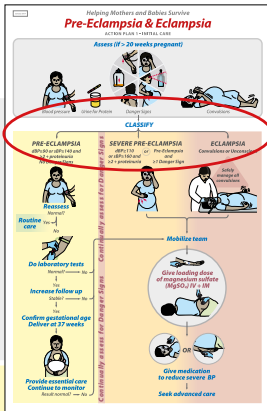 Helping Mothers and Babies Survive
Pre-Eclampsia & Eclampsia
ACTION PLAN I • INITIAL CARE
Assess (if > 20 weeks pregnant)
Blood pressure
Urine for Protein
Danger Signs
Convulsions
CLASSIFY
PRE-ECLAMPSIA
dBP≥90 or sBP≥140 and
≥2 + proteinuria
No Danger Signs
SEVERE PRE-ECLAMPSIA
dBP≥110
or sBP≥160 and
≥2 + proteinuria
or
Pre-Eclampsia
and
≥1 Danger Sign
ECLAMPSIA
Convulsions or Unconscious
Continually assess for Danger Signs
Continually assess for Danger Signs
Safely
manage all
convulsions
Reassess
Normal?
Routine
care
Yes
No
Mobilize team
Do laboratory tests
Normal?
No
Yes
Increase follow up
Stable?
No
Yes
Confirm gestational age
Deliver at 37 weeks
Give loading dose
of magnesium sulfate
(MgSO₄) IV + IM
OR
Provide essential care
Continue to monitor
Result normal?
No
Give medication
to reduce severe BP
Seek advanced care